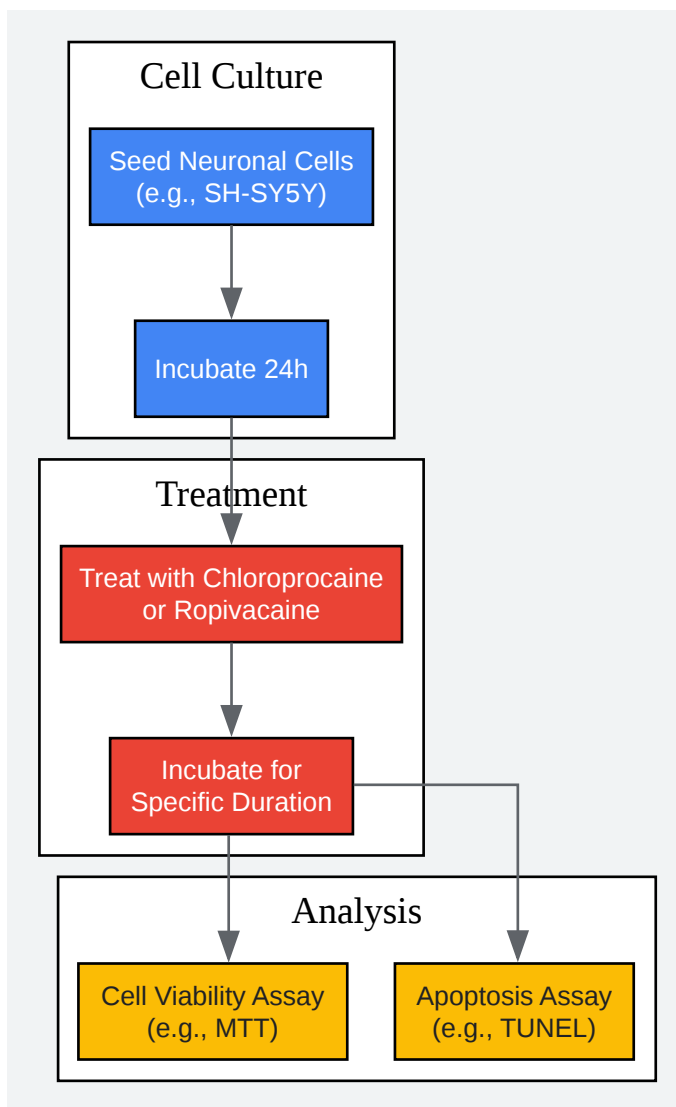 Cell Culture
Seed Neuronal Cells
(e.g., SH-SY5Y)
Incubate 24h
Treatment
Treat with Chloroprocaine
or Ropivacaine
Incubate for
Specific Duration
Analysis
Cell Viability Assay
(e.g., MTT)
Apoptosis Assay
(e.g., TUNEL)